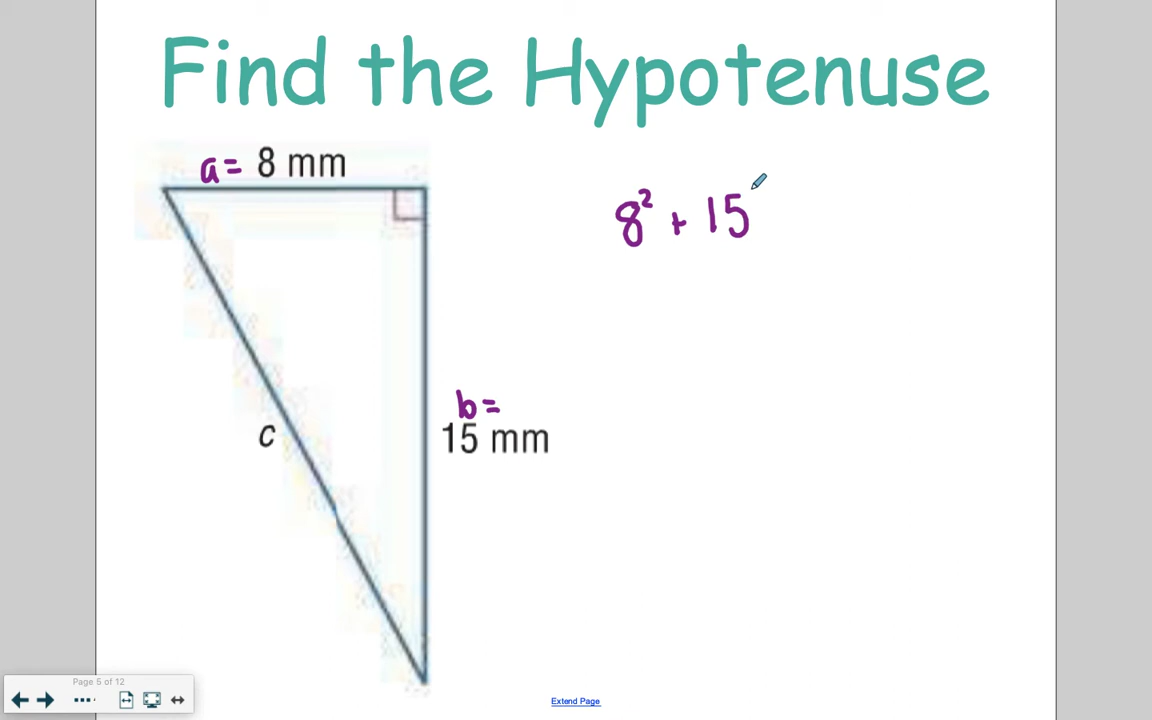 Find the Hypotenuse
a= 8 mm
8² + 15
b=
15 mm
c
Page 5 of 12
Extend Page